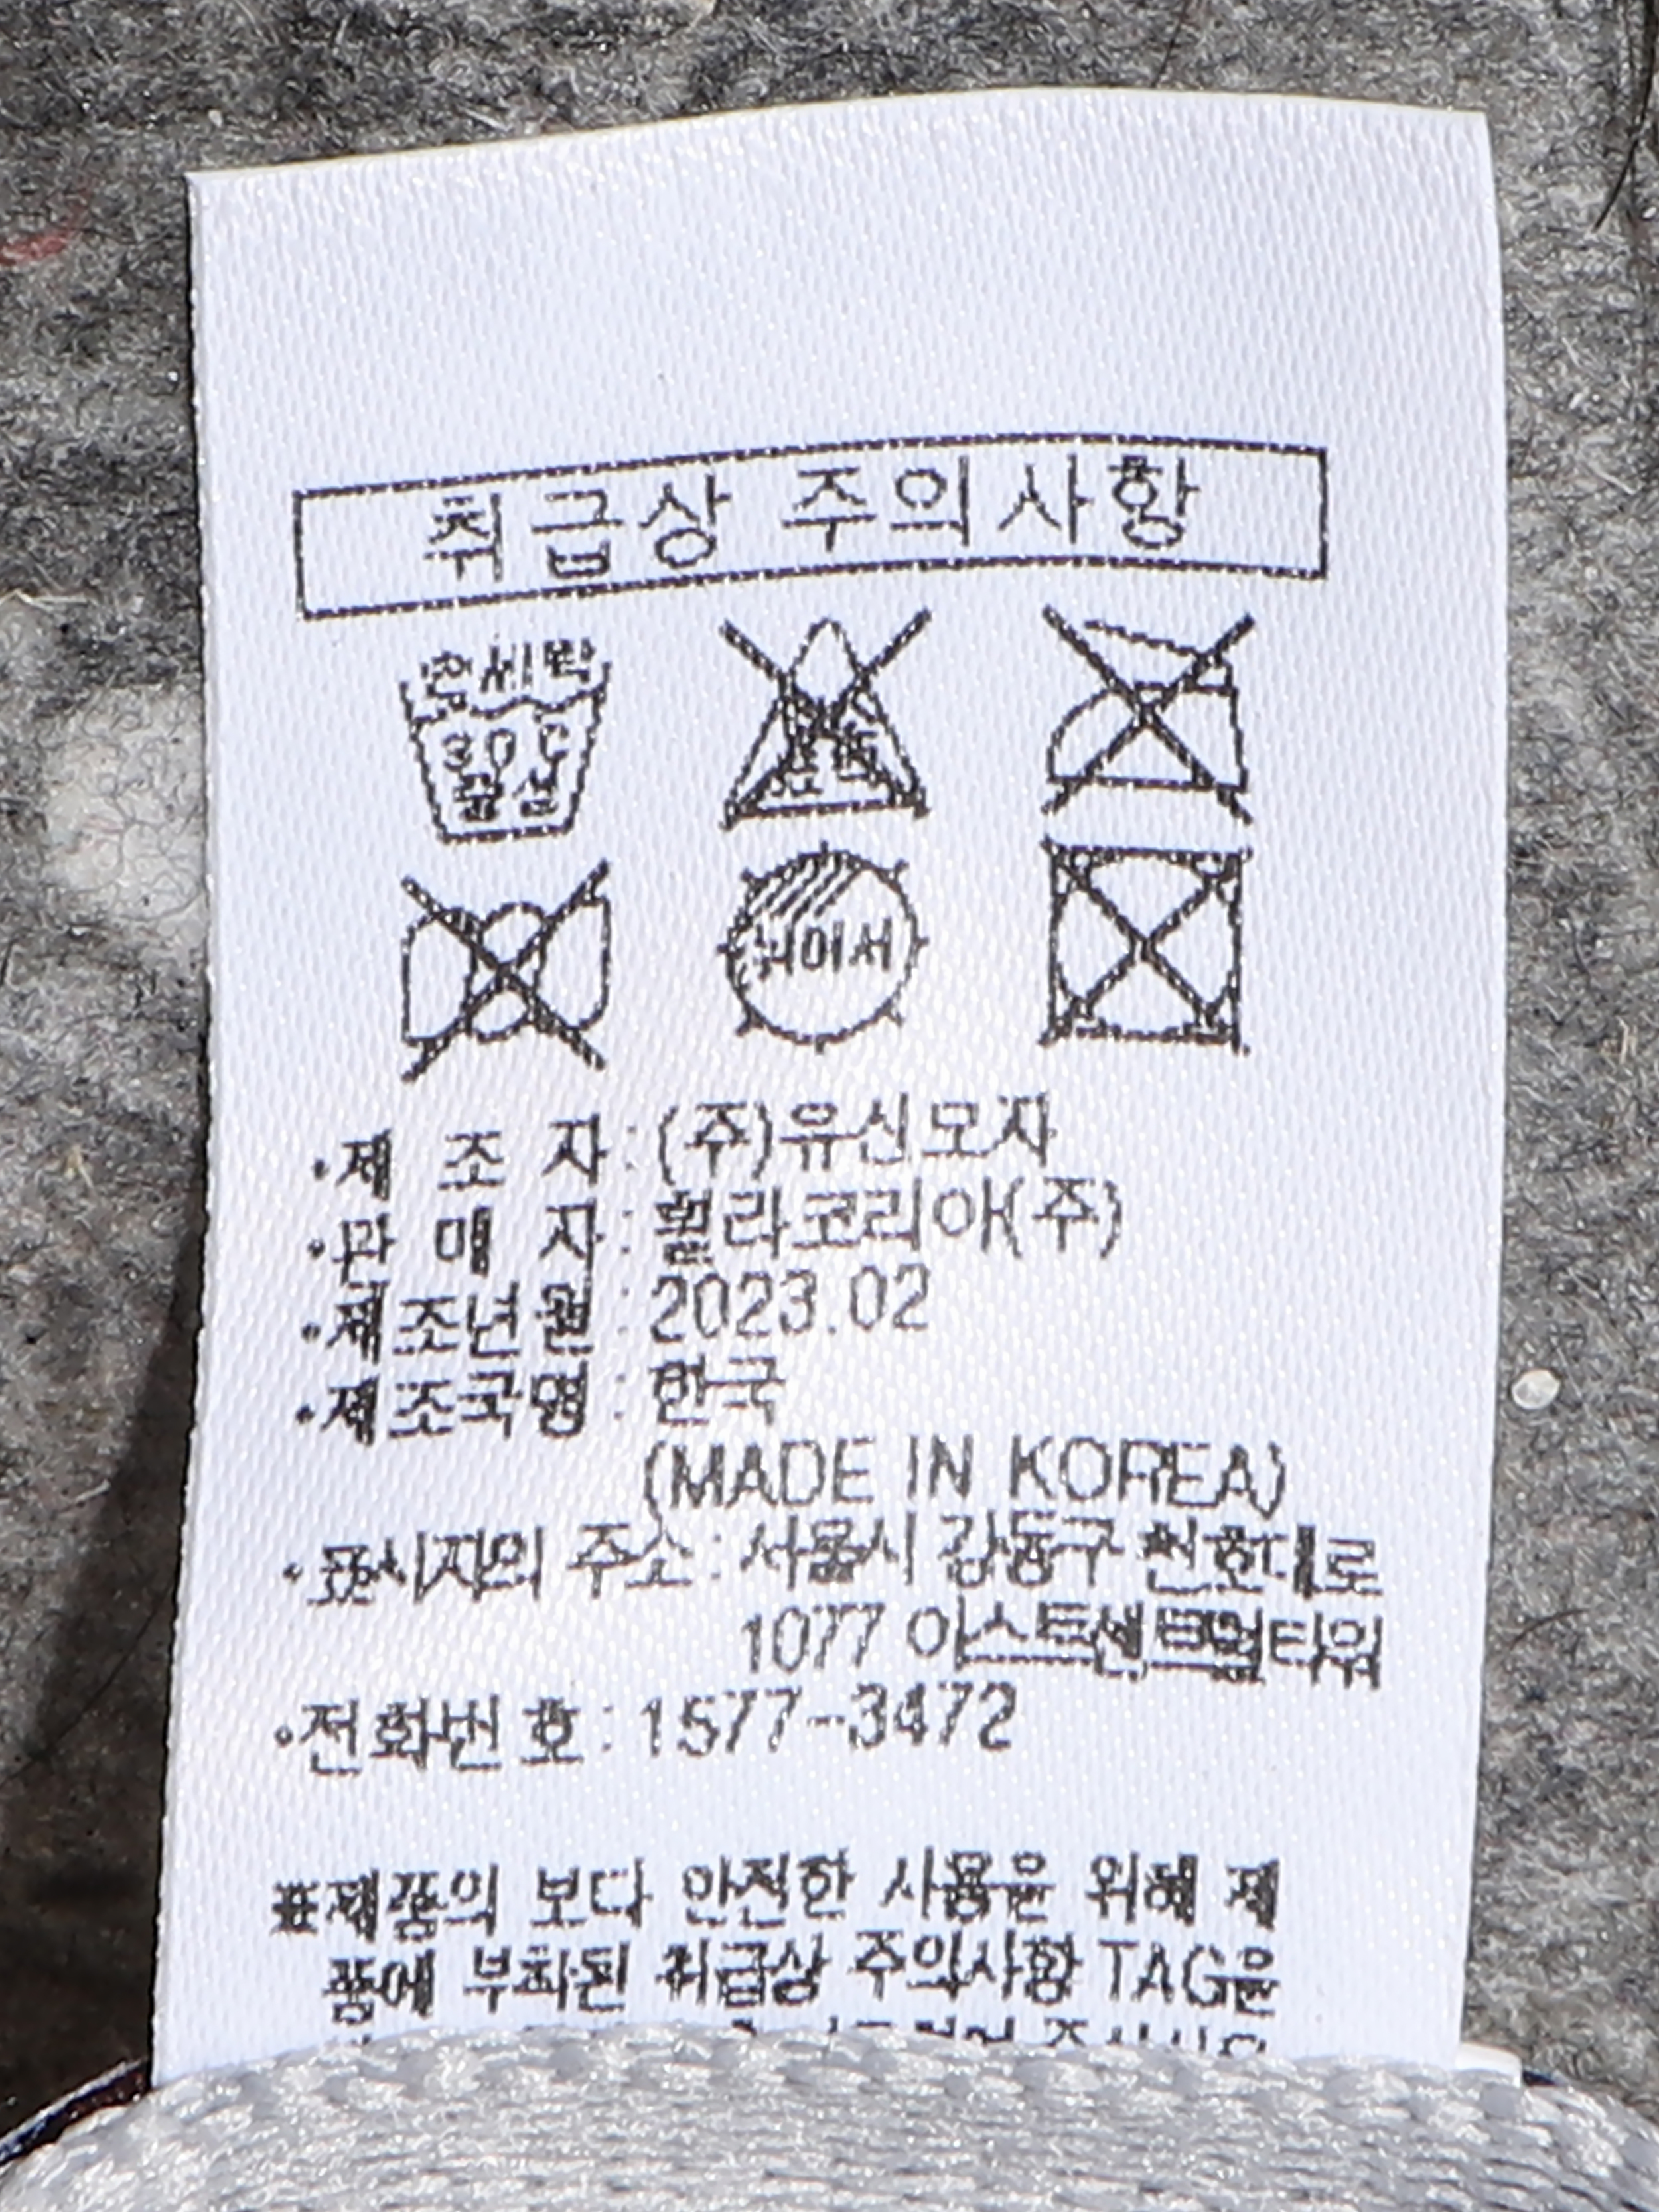 취급상 주의사항
손세탁
30℃
중성
뉘어서
·제 조 자 : (주)유신모자
·판 매 자 : 휠라코리아(주)
·제조년월 : 2023.02
·제조국명 : 한국
(MADE IN KOREA)
·표시자의 주소 : 서울시 강동구 천호대로
1077 이스트센트럴타워
·전화번호 : 1577-3472
※제품의 보다 안전한 사용을 위해 제
품에 부착된 취급상 주의사항 TAG을